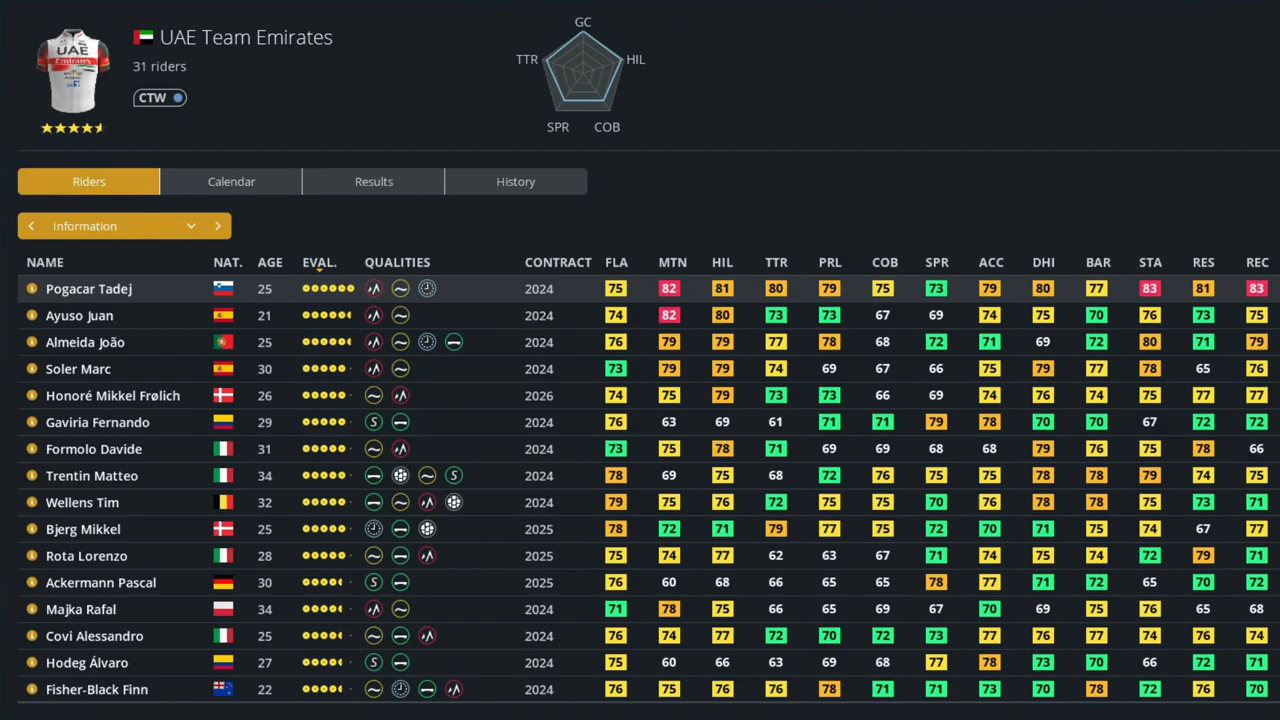 UAE
Emirates
UAE Team Emirates
31 riders
CTW
GC
TTR
HIL
SPR
COB
Riders Calendar Results History
Information
NAME NAT. AGE EVAL. QUALITIES CONTRACT FLA MTN HIL TTR PRL COB SPR ACC DHI BAR STA RES REC
Pogacar Tadej 25 2024 75 82 81 80 79 75 73 79 80 77 83 81 83
Ayuso Juan 21 2024 74 82 80 73 73 67 69 74 75 70 76 73 75
Almeida João 25 2024 76 79 79 77 78 68 72 71 69 72 80 71 79
Soler Marc 30 2024 73 79 79 74 69 67 66 75 79 77 78 65 76
Honoré Mikkel Frølich 26 2026 74 75 79 73 73 66 69 74 76 74 75 77 77
Gaviria Fernando 29 S 2024 76 63 69 61 71 71 79 78 70 70 67 72 72
Formolo Davide 31 2024 73 75 78 71 69 69 68 68 79 76 75 78 66
Trentin Matteo 34 S 2024 78 69 75 68 72 76 75 75 78 78 79 74 75
Wellens Tim 32 2024 79 75 76 72 75 75 70 76 78 78 75 73 71
Bjerg Mikkel 25 2025 78 72 71 79 77 75 72 70 71 75 74 67 77
Rota Lorenzo 28 2025 75 74 77 62 63 67 71 74 75 74 72 79 71
Ackermann Pascal 30 S 2025 76 60 68 66 65 65 78 77 71 72 65 70 72
Majka Rafal 34 2024 71 78 75 66 65 69 67 70 69 75 76 65 68
Covi Alessandro 25 2024 76 74 77 72 70 72 73 77 76 77 76 76 74
Hodeg Álvaro 27 S 2024 75 60 66 63 69 68 77 78 73 70 66 72 71
Fisher-Black Finn 22 2024 76 75 76 76 78 71 71 73 70 78 72 76 70